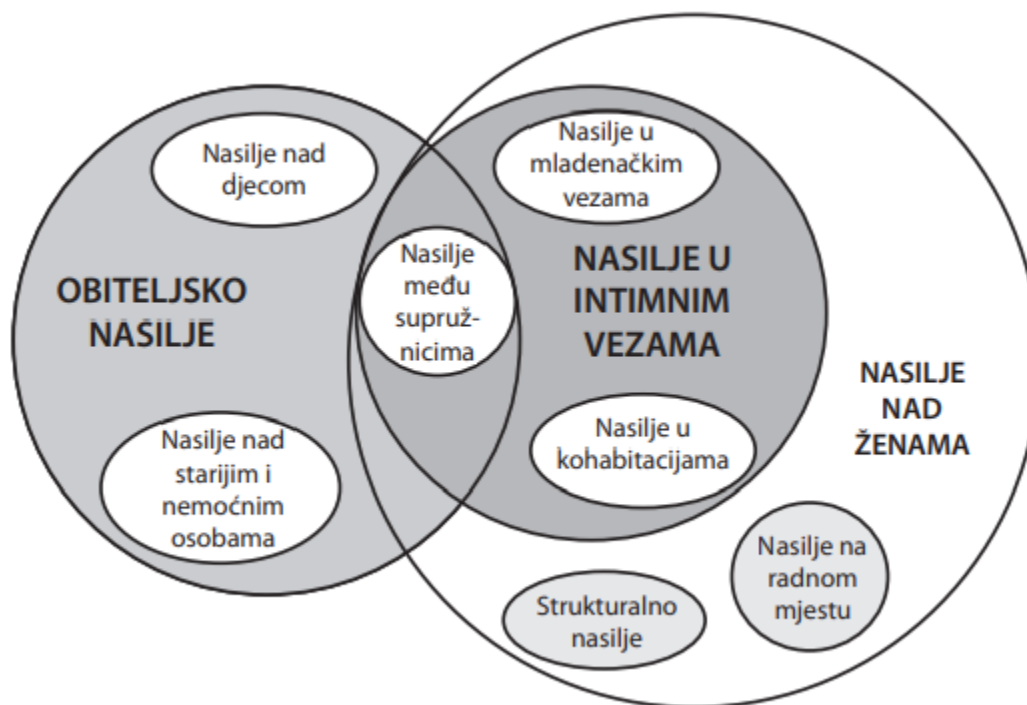 Nasilje nad
djecom
OBITELJSKO
NASILJE
Nasilje nad
starijim i
nemoćnim
osobama
Nasilje
među
supruž-
nicima
Nasilje u
mladenačkim
vezama
NASILJE U
INTIMNIM
VEZAMA
Nasilje u
kohabitacijama
NASILJE
NAD
ŽENAMA
Nasilje na
radnom
mjestu
Strukturalno
nasilje